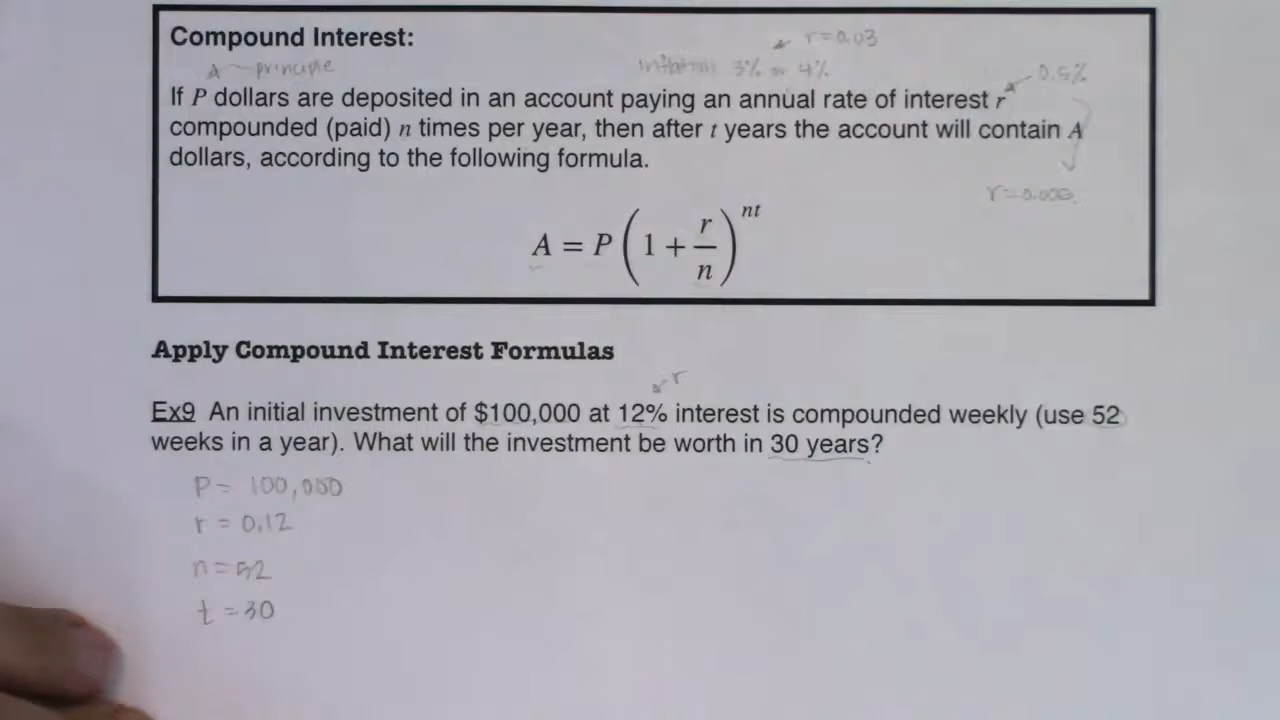 Compound Interest:
r=0.03
principle
3% or 4%
0.5%
If P dollars are deposited in an account paying an annual rate of interest r
compounded (paid) n times per year, then after t years the account will contain A
dollars, according to the following formula.
A = P(1 + r/n)^nt
Apply Compound Interest Formulas
r
Ex9 An initial investment of $100,000 at 12% interest is compounded weekly (use 52
weeks in a year). What will the investment be worth in 30 years?
P= 100,000
r = 0.12
n=52
t =30